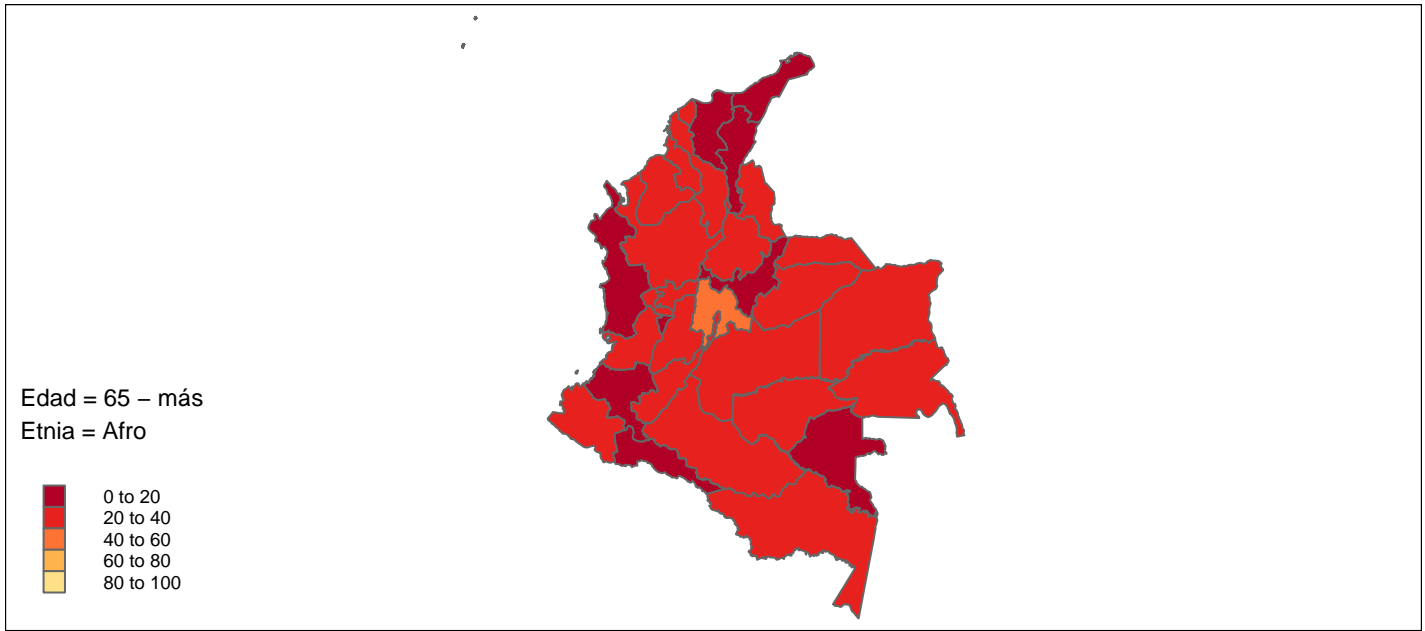 Edad = 65 – más
Etnia = Afro
0 to 20
20 to 40
40 to 60
60 to 80
80 to 100